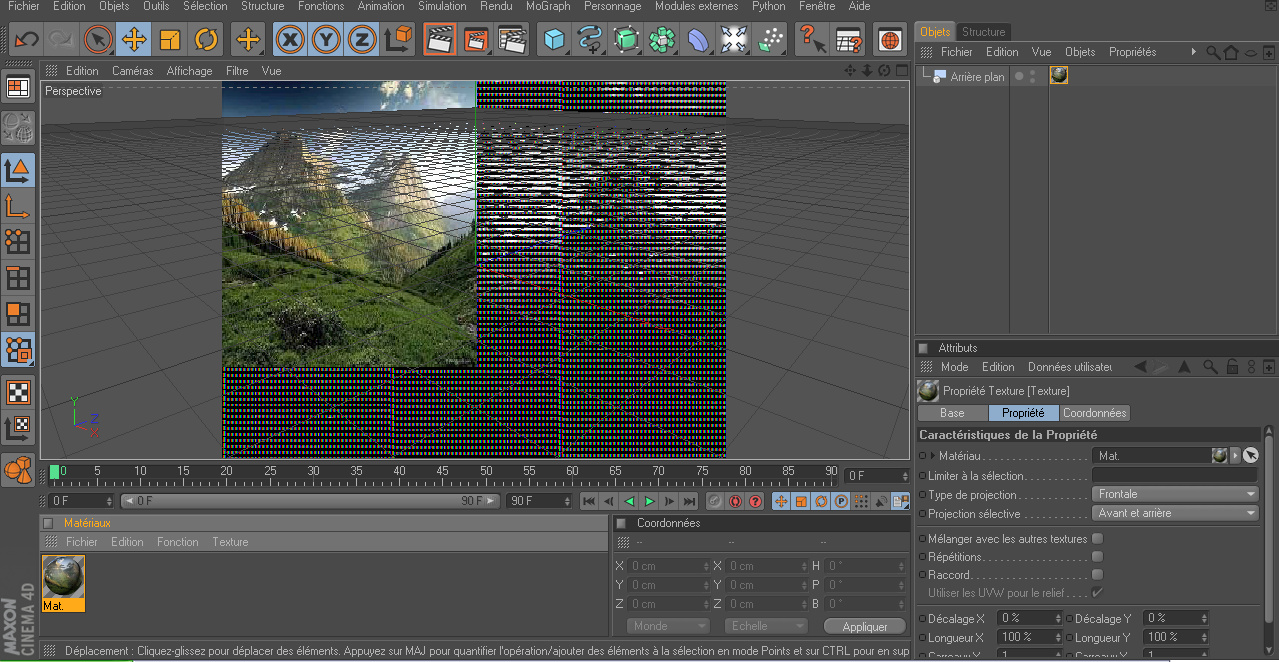 Fichier Edition Objets Outils Sélection Structure Fonctions Animation Simulation Rendu MoGraph Personnage Modules externes Python Fenêtre Aide
X Y Z
Objets Structure
Fichier Edition Vue Objets Propriétés
Arrière plan
Edition Caméras Affichage Filtre Vue
Perspective
Y
Z
X
Attributs
Mode Edition Données utilisateu
Propriété Texture [Texture]
Base Propriété Coordonnées
Caractéristiques de la Propriété
Matériau Mat.
Limiter à la sélection
Type de projection Frontale
Projection sélective Avant et arrière
Mélanger avec les autres textures
Répétitions
Raccord
Utiliser les UVW pour le relief
Décalage X 0 % Décalage Y 0 %
Longueur X 100 % Longueur Y 100 %
Carreaux X 1 Carreaux Y 1
0 5 10 15 20 25 30 35 40 45 50 55 60 65 70 75 80 85 90 0 F
0 F 0 F 90 F 90 F
Matériaux
Fichier Edition Fonction Texture
Mat.
Coordonnées
-- -- --
X 0 cm X 0 cm H 0 °
Y 0 cm Y 0 cm P 0 °
Z 0 cm Z 0 cm B 0 °
Monde Echelle Appliquer
MAXON
CINEMA 4D
Déplacement : Cliquez-glissez pour déplacer des éléments. Appuyez sur MAJ pour quantifier l'opération/ajouter des éléments à la sélection en mode Points et sur CTRL pour en sup